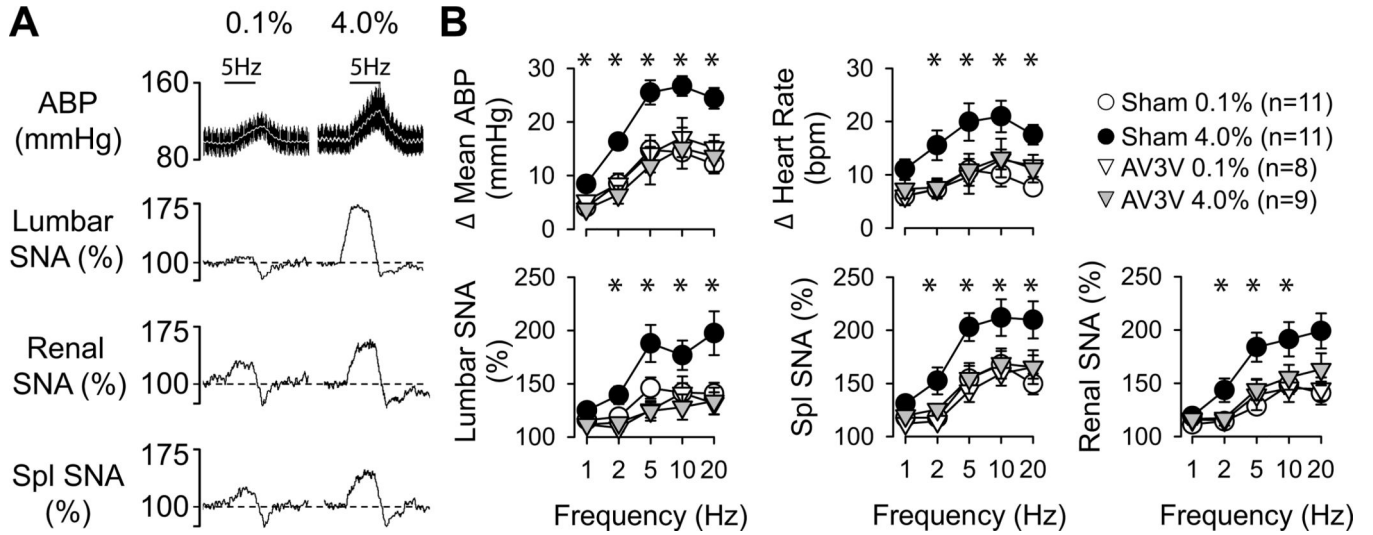 A
0.1% 4.0%
5Hz 5Hz
ABP
(mmHg)
160
80
Lumbar
SNA (%)
175
100
Renal
SNA (%)
175
100
Spl SNA
(%)
175
100
B
Δ Mean ABP
(mmHg)
30
20
10
0
* * * * *
Δ Heart Rate
(bpm)
30
20
10
0
* * * *
Sham 0.1% (n=11)
Sham 4.0% (n=11)
AV3V 0.1% (n=8)
AV3V 4.0% (n=9)
Lumbar SNA
(%)
250
200
150
100
* * * *
1 2 5 10 20
Frequency (Hz)
Spl SNA (%)
250
200
150
100
* * * *
1 2 5 10 20
Frequency (Hz)
Renal SNA (%)
250
200
150
100
* * *
1 2 5 10 20
Frequency (Hz)